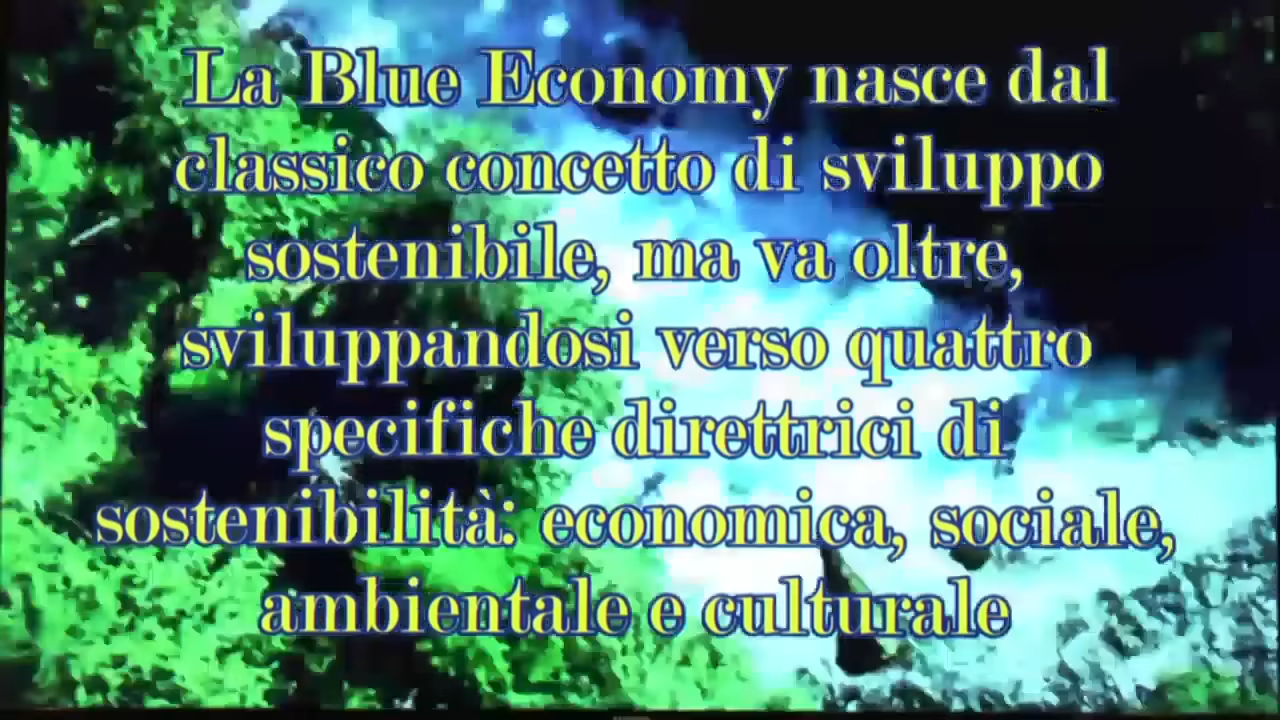 La Blue Economy nasce dal
classico concetto di sviluppo
sostenibile, ma va oltre,
sviluppandosi verso quattro
specifiche direttrici di
sostenibilità: economica, sociale,
ambientale e culturale